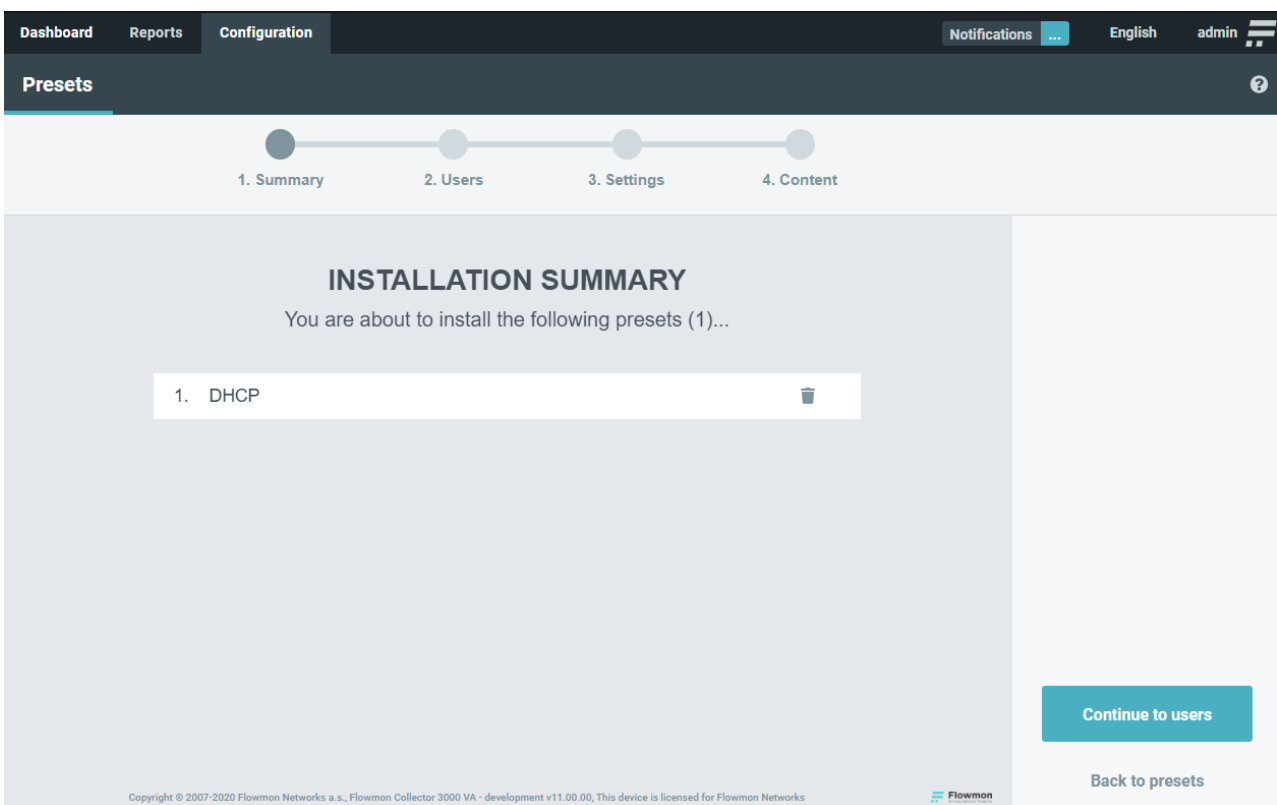 Dashboard Reports Configuration Notifications ... English admin
Presets ?
1. Summary 2. Users 3. Settings 4. Content
INSTALLATION SUMMARY
You are about to install the following presets (1)...
1. DHCP
Continue to users
Back to presets
Copyright © 2007-2020 Flowmon Networks a.s., Flowmon Collector 3000 VA - development v11.00.00, This device is licensed for Flowmon Networks Flowmon